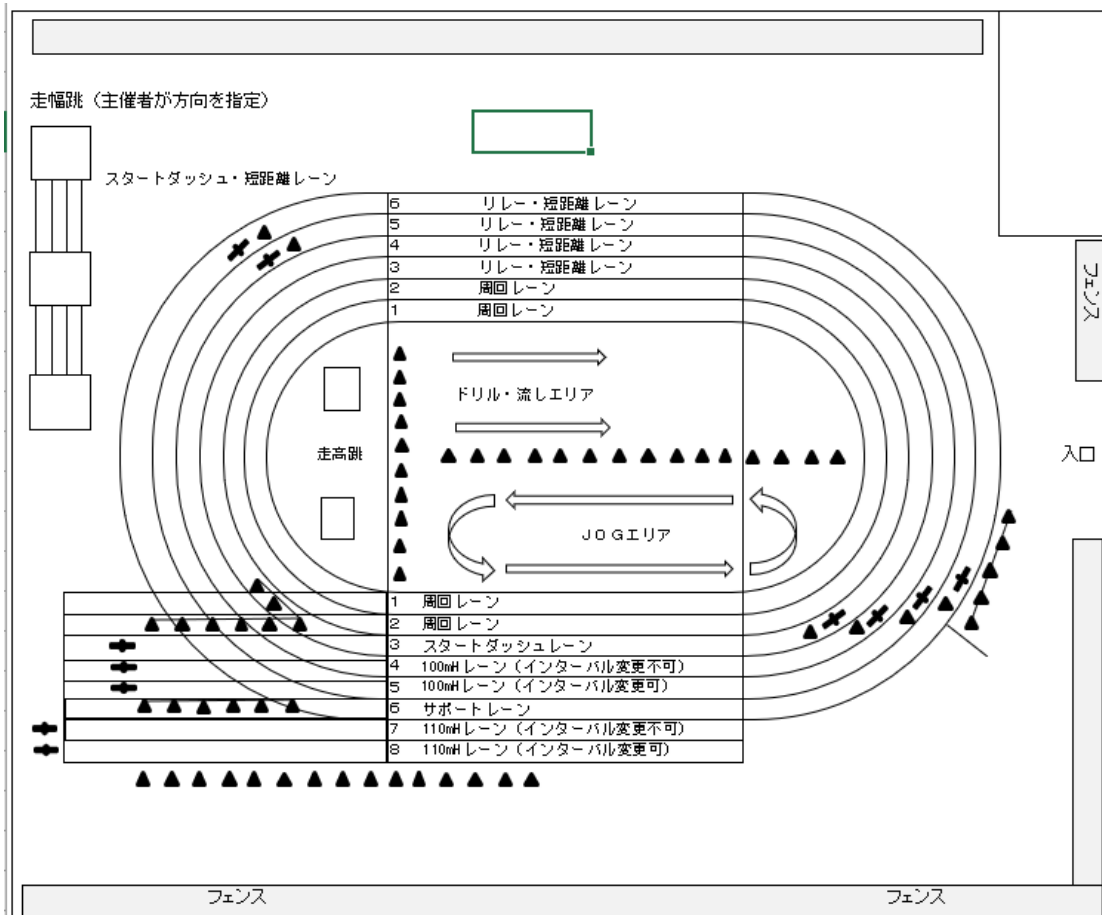 走幅跳（主催者が方向を指定）
スタートダッシュ・短距離レーン
6 リレー・短距離レーン
5 リレー・短距離レーン
4 リレー・短距離レーン
3 リレー・短距離レーン
2 周回レーン
1 周回レーン
フェンス
ドリル・流しエリア
走高跳
入口
ＪＯＧエリア
1 周回レーン
2 周回レーン
3 スタートダッシュレーン
4 100mHレーン（インターバル変更不可）
5 100mHレーン（インターバル変更可）
6 サポートレーン
7 110mHレーン（インターバル変更不可）
8 110mHレーン（インターバル変更可）
フェンス
フェンス